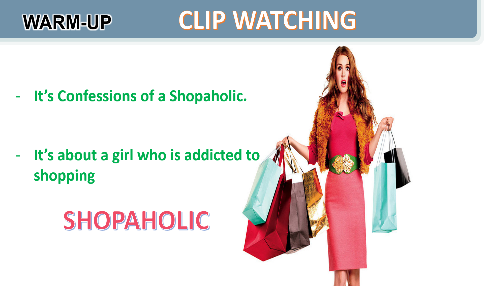 WARM-UP
CLIP WATCHING
- It's Confessions of a Shopaholic.
- It's about a girl who is addicted to
shopping
SHOPAHOLIC